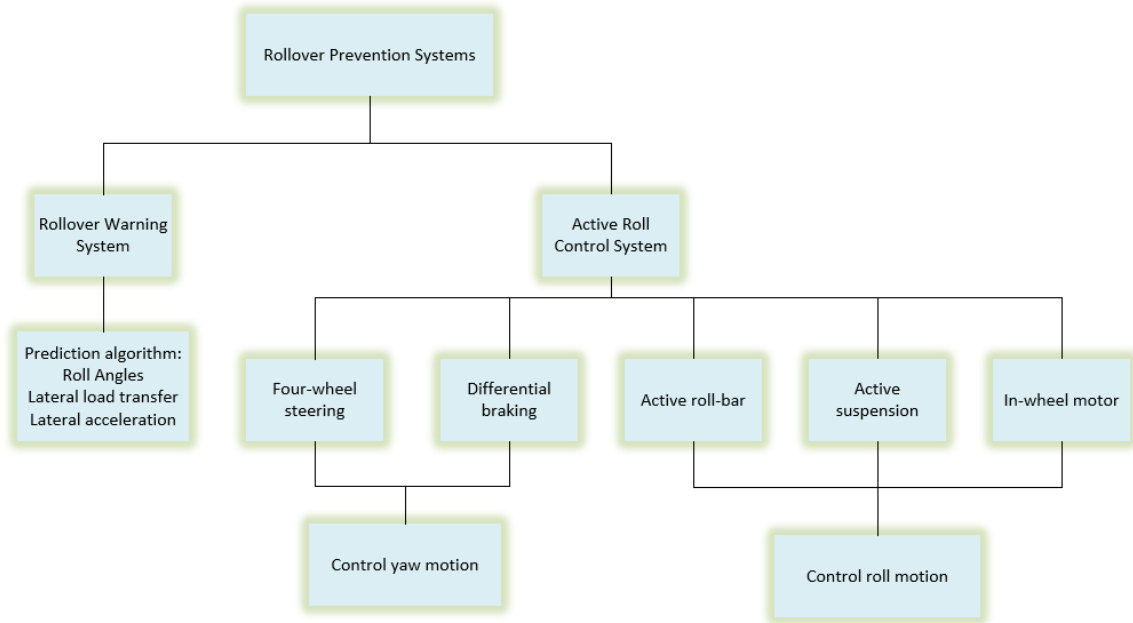 Rollover Prevention Systems
Rollover Warning
System
Active Roll
Control System
Prediction algorithm:
Roll Angles
Lateral load transfer
Lateral acceleration
Four-wheel
steering
Differential
braking
Active roll-bar
Active
suspension
In-wheel motor
Control yaw motion
Control roll motion